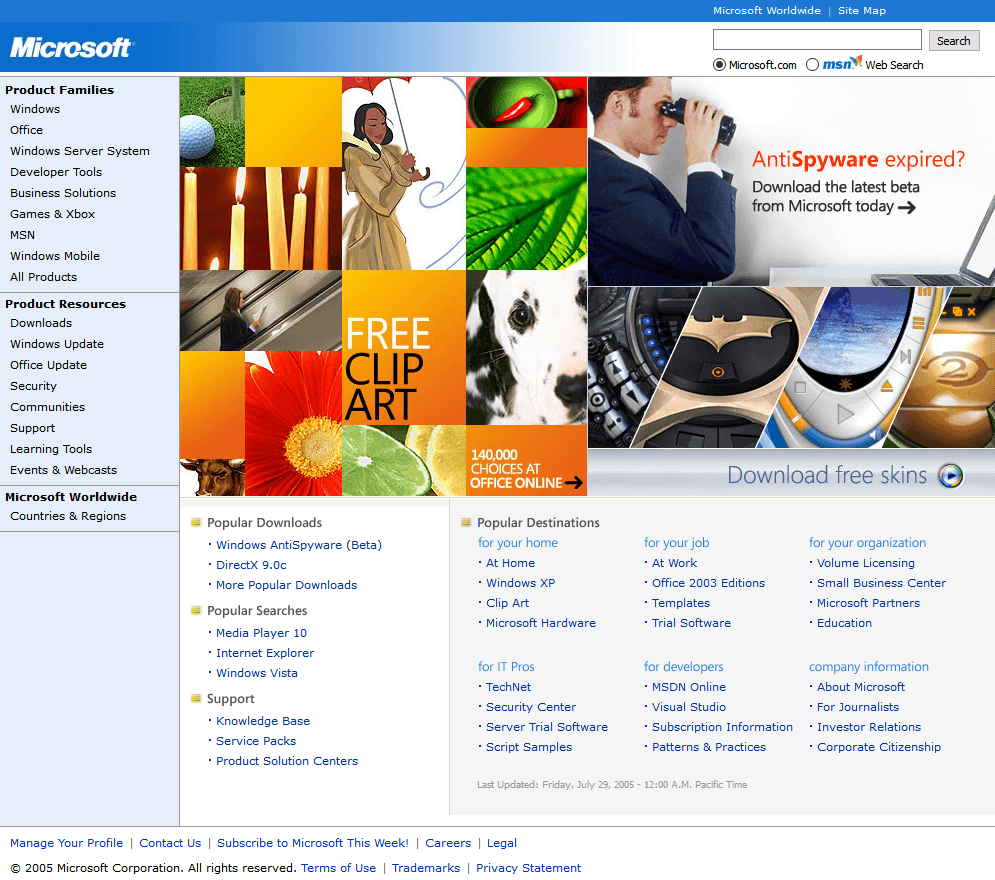 Microsoft Worldwide | Site Map
Microsoft
Search
Microsoft.com msn Web Search
Product Families
Windows
Office
Windows Server System
Developer Tools
Business Solutions
Games & Xbox
MSN
Windows Mobile
All Products
Product Resources
Downloads
Windows Update
Office Update
Security
Communities
Support
Learning Tools
Events & Webcasts
Microsoft Worldwide
Countries & Regions
FREE
CLIP
ART
140,000
CHOICES AT
OFFICE ONLINE
AntiSpyware expired?
Download the latest beta
from Microsoft today
2
Download free skins
Popular Downloads
· Windows AntiSpyware (Beta)
· DirectX 9.0c
· More Popular Downloads
Popular Searches
· Media Player 10
· Internet Explorer
· Windows Vista
Support
· Knowledge Base
· Service Packs
· Product Solution Centers
Popular Destinations
for your home
· At Home
· Windows XP
· Clip Art
· Microsoft Hardware
for your job
· At Work
· Office 2003 Editions
· Templates
· Trial Software
for your organization
· Volume Licensing
· Small Business Center
· Microsoft Partners
· Education
for IT Pros
· TechNet
· Security Center
· Server Trial Software
· Script Samples
for developers
· MSDN Online
· Visual Studio
· Subscription Information
· Patterns & Practices
company information
· About Microsoft
· For Journalists
· Investor Relations
· Corporate Citizenship
Last Updated: Friday, July 29, 2005 - 12:00 A.M. Pacific Time
Manage Your Profile | Contact Us | Subscribe to Microsoft This Week! | Careers | Legal
© 2005 Microsoft Corporation. All rights reserved. Terms of Use | Trademarks | Privacy Statement